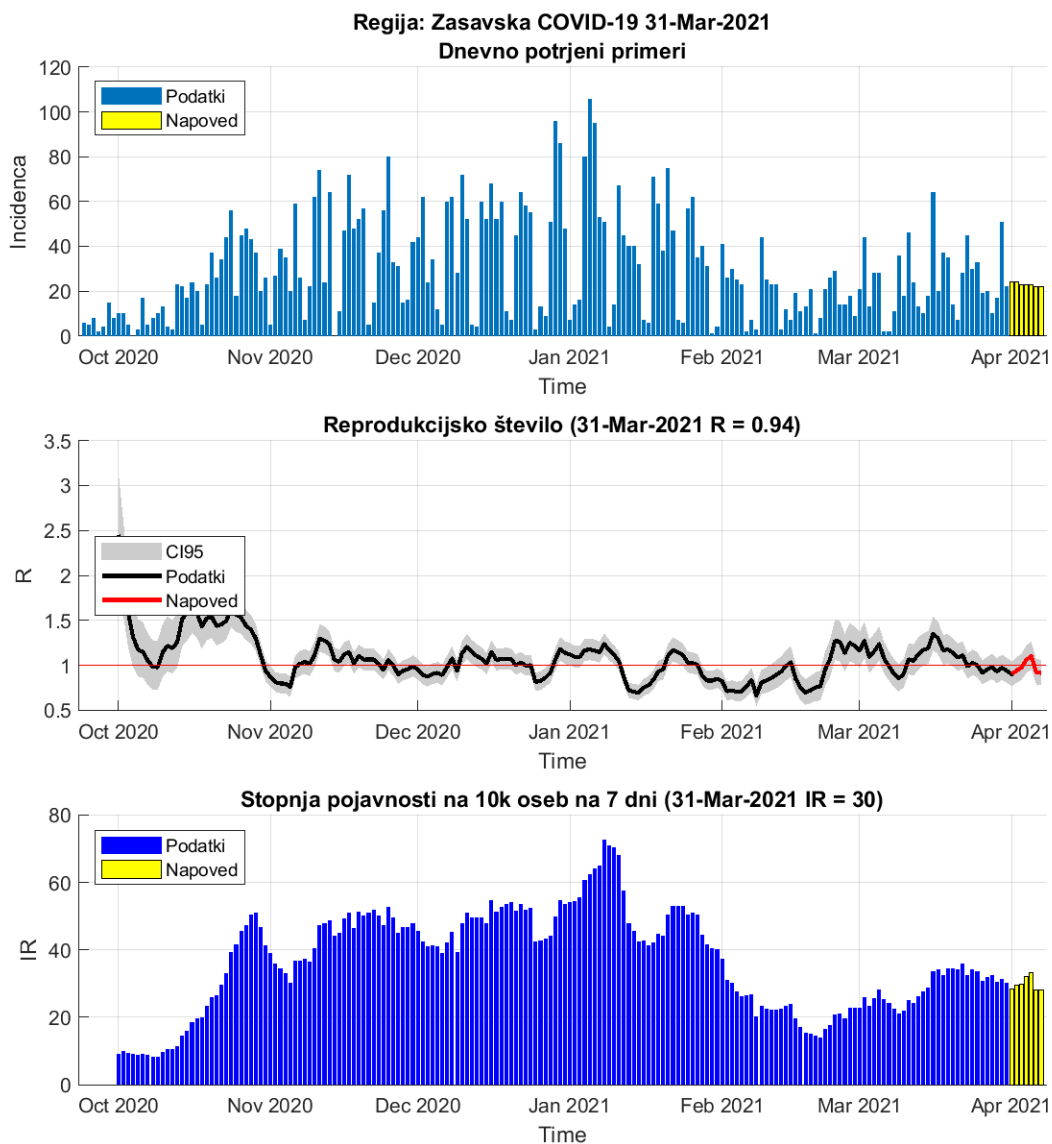 Regija: Zasavska COVID-19 31-Mar-2021
Dnevno potrjeni primeri
120
100
80
60
40
20
0
Incidenca
Podatki
Napoved
Oct 2020 Nov 2020 Dec 2020 Jan 2021 Feb 2021 Mar 2021 Apr 2021
Time
Reprodukcijsko število (31-Mar-2021 R = 0.94)
3.5
3
2.5
2
1.5
1
0.5
R
CI95
Podatki
Napoved
Oct 2020 Nov 2020 Dec 2020 Jan 2021 Feb 2021 Mar 2021 Apr 2021
Time
Stopnja pojavnosti na 10k oseb na 7 dni (31-Mar-2021 IR = 30)
80
60
40
20
0
IR
Podatki
Napoved
Oct 2020 Nov 2020 Dec 2020 Jan 2021 Feb 2021 Mar 2021 Apr 2021
Time